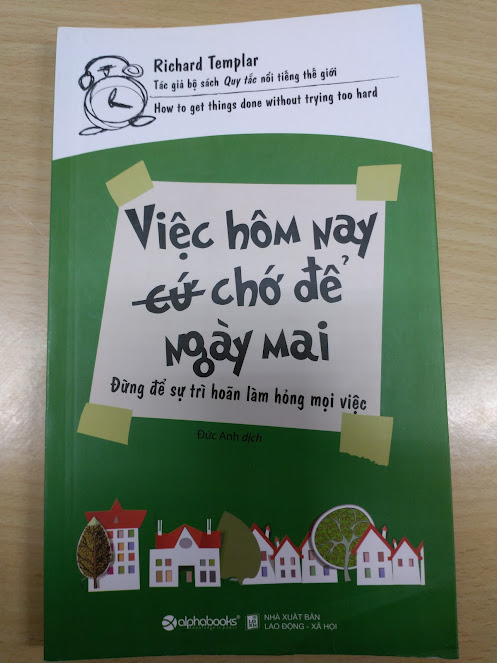 Richard Templar
Tác giả bộ sách Quy tắc nổi tiếng thế giới
How to get things done without trying too hard
Việc hôm nay
cứ chớ để
ngày mai
Đừng để sự trì hoãn làm hỏng mọi việc
Đức Anh dịch
alphabooks
NHÀ XUẤT BẢN
LAO ĐỘNG - XÃ HỘI